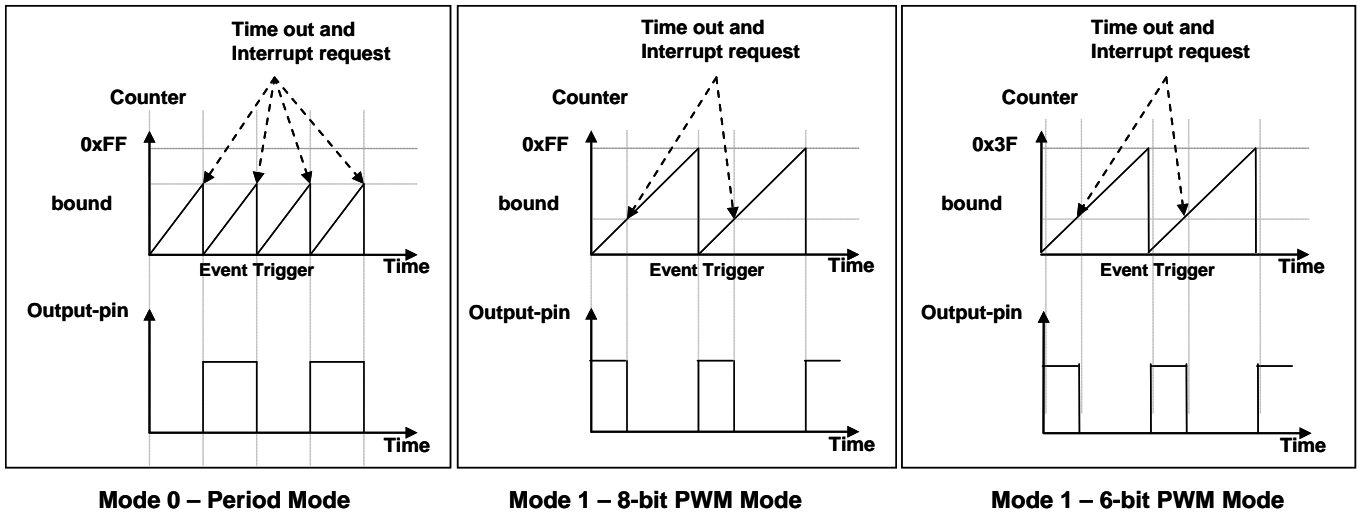 Time out and
Interrupt request
Counter
0xFF
bound
Event Trigger
Time
Output-pin
Time
Mode 0 – Period Mode
Time out and
Interrupt request
Counter
0xFF
bound
Event Trigger
Time
Output-pin
Time
Mode 1 – 8-bit PWM Mode
Time out and
Interrupt request
Counter
0x3F
bound
Event Trigger
Time
Output-pin
Time
Mode 1 – 6-bit PWM Mode